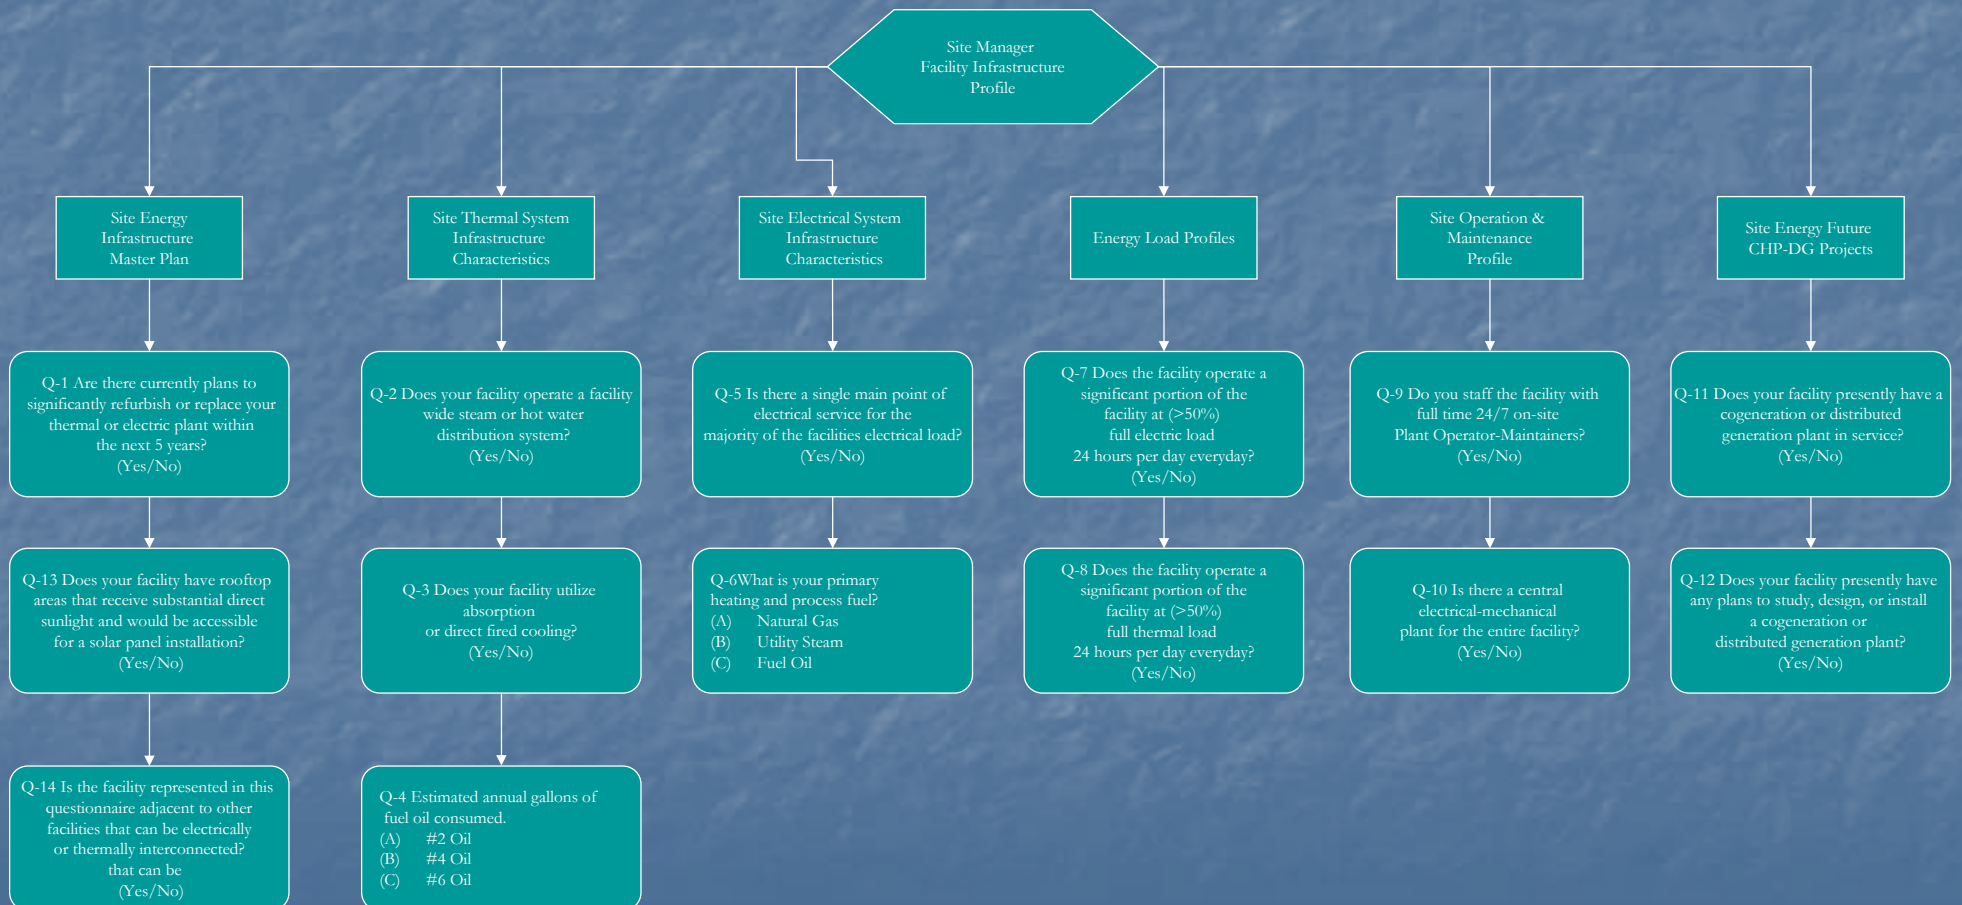 Site Manager
Facility Infrastructure
Profile
Site Energy
Infrastructure
Master Plan
Site Thermal System
Infrastructure
Characteristics
Site Electrical System
Infrastructure
Characteristics
Energy Load Profiles
Site Operation &
Maintenance
Profile
Site Energy Future
CHP-DG Projects
Q-1 Are there currently plans to
significantly refurbish or replace your
thermal or electric plant within
the next 5 years?
(Yes/No)
Q-2 Does your facility operate a facility
wide steam or hot water
distribution system?
(Yes/No)
Q-5 Is there a single main point of
electrical service for the
majority of the facilities electrical load?
(Yes/No)
Q-7 Does the facility operate a
significant portion of the
facility at (>50%)
full electric load
24 hours per day everyday?
(Yes/No)
Q-9 Do you staff the facility with
full time 24/7 on-site
Plant Operator-Maintainers?
(Yes/No)
Q-11 Does your facility presently have a
cogeneration or distributed
generation plant in service?
(Yes/No)
Q-13 Does your facility have rooftop
areas that receive substantial direct
sunlight and would be accessible
for a solar panel installation?
(Yes/No)
Q-3 Does your facility utilize
absorption
or direct fired cooling?
(Yes/No)
Q-6What is your primary
heating and process fuel?
(A) Natural Gas
(B) Utility Steam
(C) Fuel Oil
Q-8 Does the facility operate a
significant portion of the
facility at (>50%)
full thermal load
24 hours per day everyday?
(Yes/No)
Q-10 Is there a central
electrical-mechanical
plant for the entire facility?
(Yes/No)
Q-12 Does your facility presently have
any plans to study, design, or install
a cogeneration or
distributed generation plant?
(Yes/No)
Q-14 Is the facility represented in this
questionnaire adjacent to other
facilities that can be electrically
or thermally interconnected?
that can be
(Yes/No)
Q-4 Estimated annual gallons of
fuel oil consumed.
(A) #2 Oil
(B) #4 Oil
(C) #6 Oil